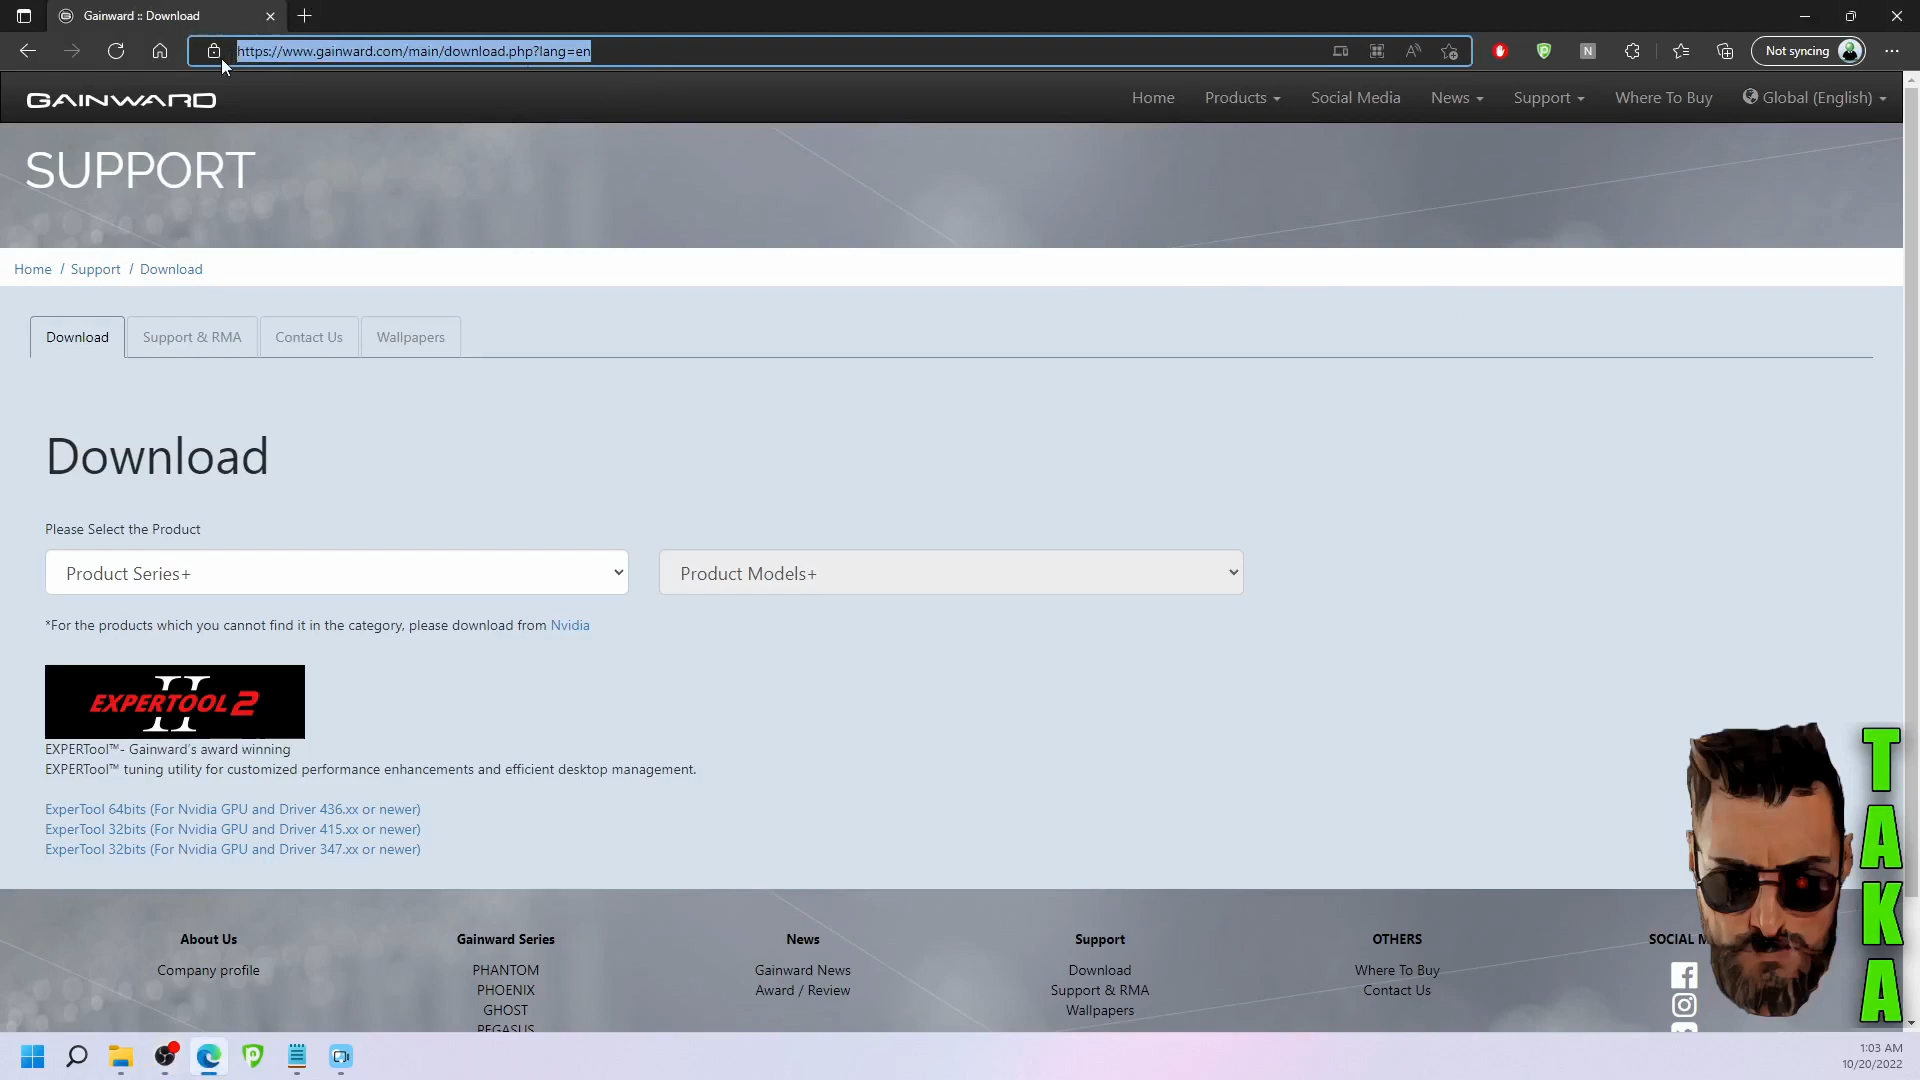 Gainward :: Download
https://www.gainward.com/main/download.php?lang=en
N
Not syncing
GAINWARD
Home
Products
Social Media
News
Support
Where To Buy
Global (English)
SUPPORT
Home / Support / Download
Download
Support & RMA
Contact Us
Wallpapers
Download
Please Select the Product
Product Series+
Product Models+
*For the products which you cannot find it in the category, please download from Nvidia
II
EXPERTOOL 2
EXPERTool™- Gainward's award winning
EXPERTool™ tuning utility for customized performance enhancements and efficient desktop management.
ExperTool 64bits (For Nvidia GPU and Driver 436.xx or newer)
ExperTool 32bits (For Nvidia GPU and Driver 415.xx or newer)
ExperTool 32bits (For Nvidia GPU and Driver 347.xx or newer)
TAKA
About Us
Company profile
Gainward Series
PHANTOM
PHOENIX
GHOST
PEGASUS
News
Gainward News
Award / Review
Support
Download
Support & RMA
Wallpapers
OTHERS
Where To Buy
Contact Us
SOCIAL M
1:03 AM
10/20/2022